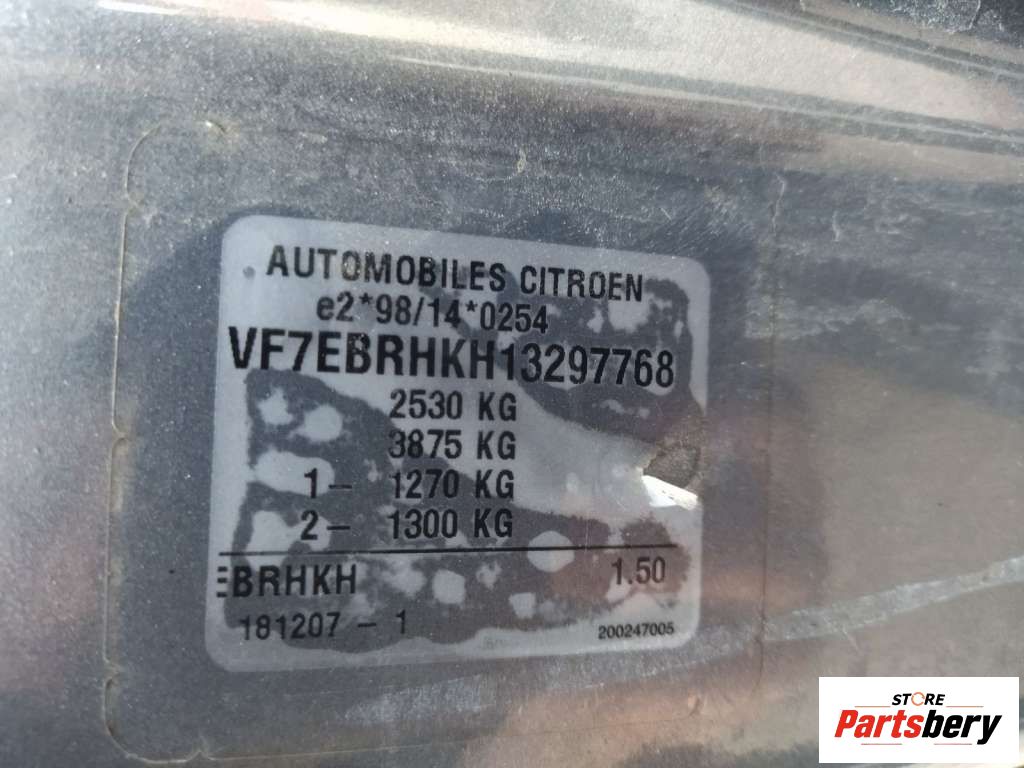 AUTOMOBILES CITROEN
e2*98/14*0254
VF7EBRHKH13297768
2530 KG
3875 KG
1- 1270 KG
2- 1300 KG
EBRHKH 1.50
181207 - 1 200247005
STORE
Partsbery